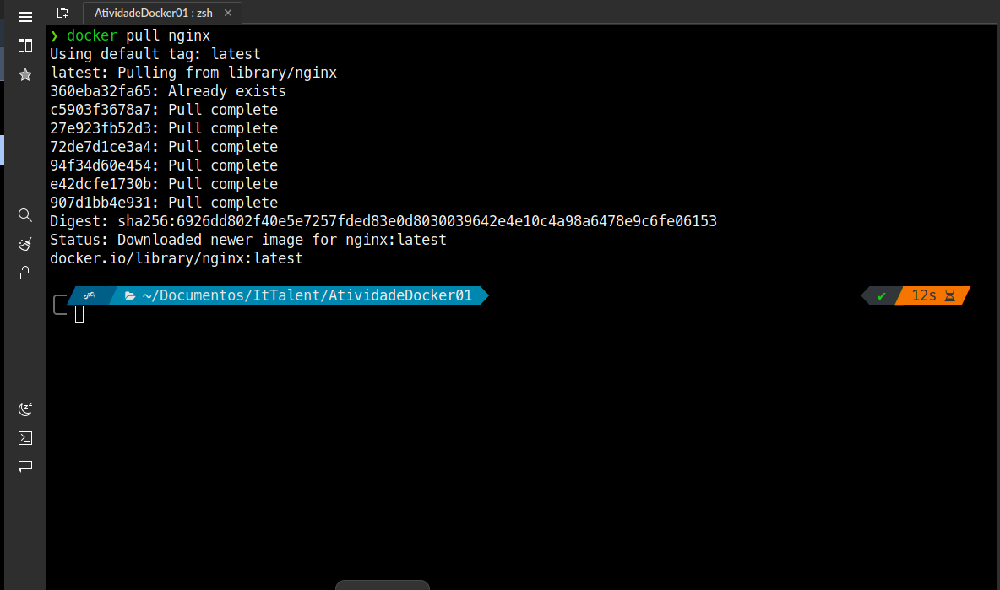 AtividadeDocker01 : zsh
❯ docker pull nginx
Using default tag: latest
latest: Pulling from library/nginx
360eba32fa65: Already exists
c5903f3678a7: Pull complete
27e923fb52d3: Pull complete
72de7d1ce3a4: Pull complete
94f34d60e454: Pull complete
e42dcfe1730b: Pull complete
907d1bb4e931: Pull complete
Digest: sha256:6926dd802f40e5e7257fded83e0d8030039642e4e10c4a98a6478e9c6fe06153
Status: Downloaded newer image for nginx:latest
docker.io/library/nginx:latest
~/Documentos/ItTalent/AtividadeDocker01 ✔ 12s